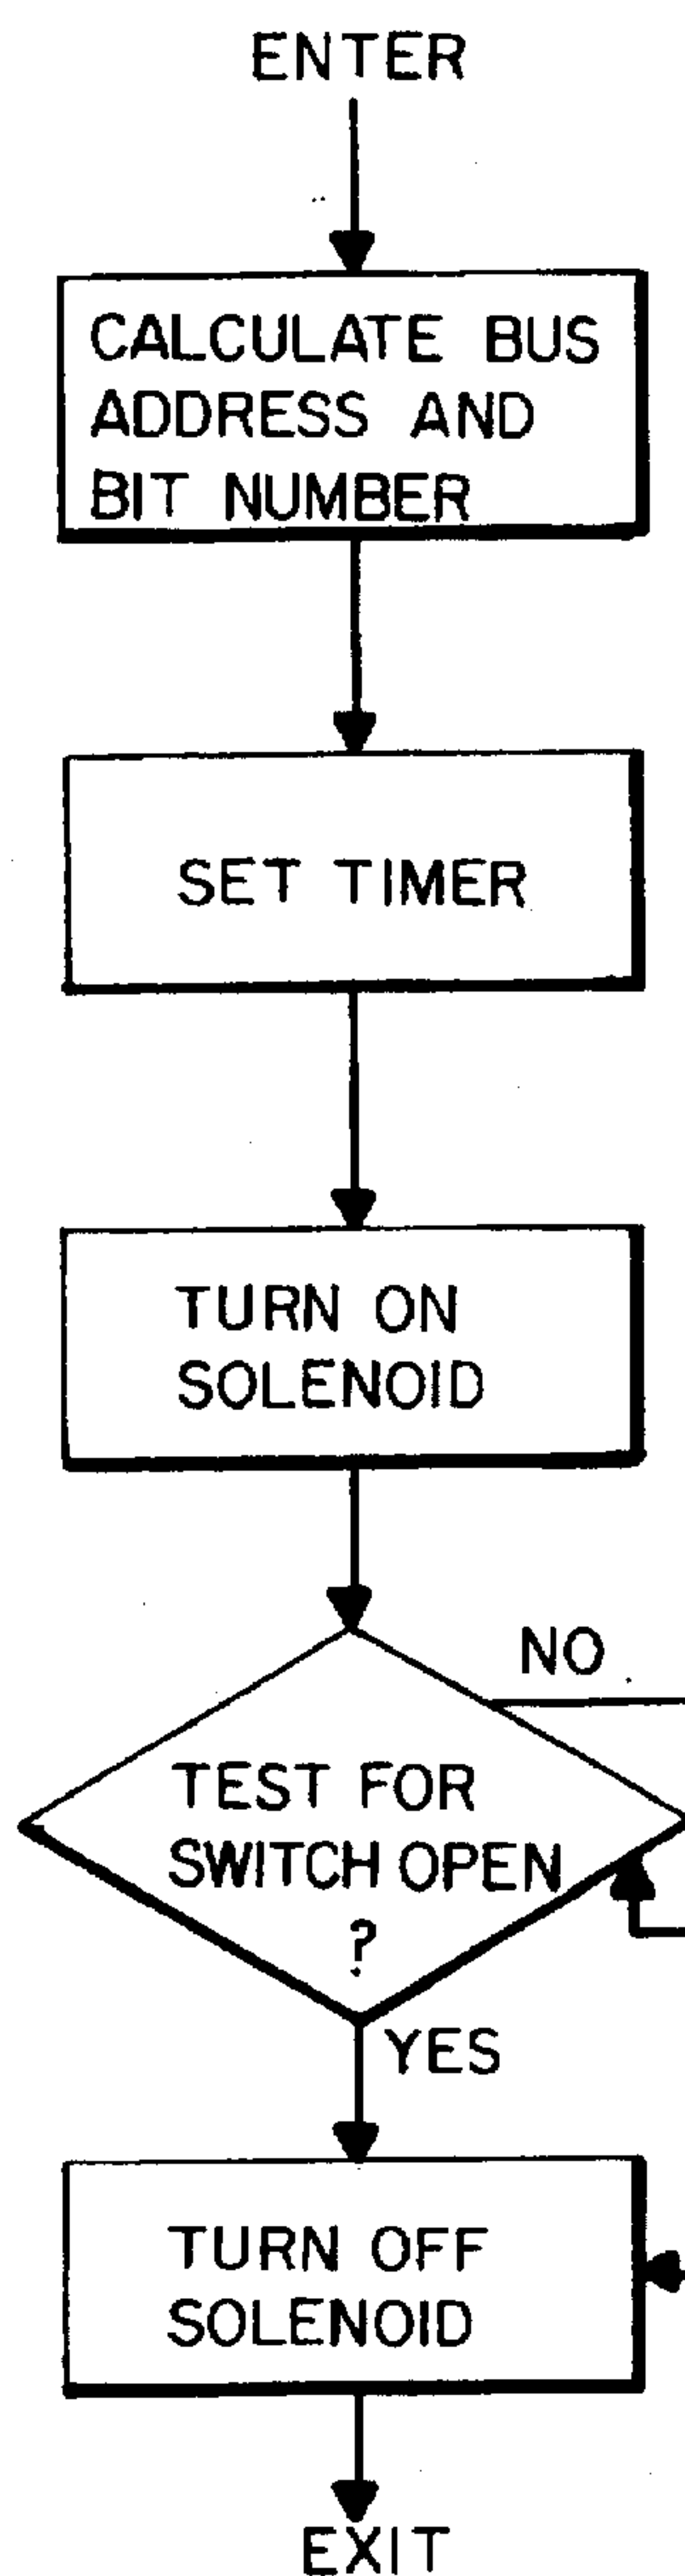 ENTER
CALCULATE BUS
ADDRESS AND
BIT NUMBER
SET TIMER
TURN ON
SOLENOID
NO
TEST FOR
SWITCH OPEN
?
YES
TURN OFF
SOLENOID
EXIT